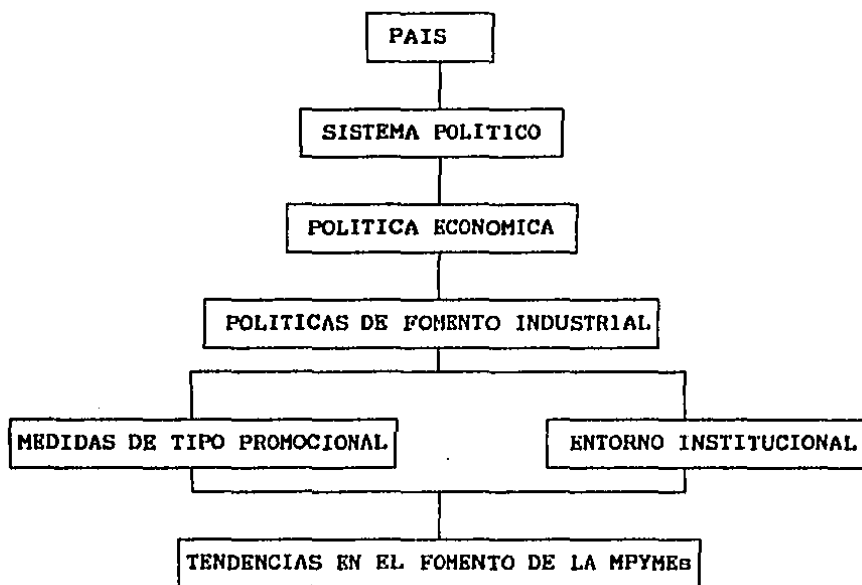 PAIS
SISTEMA POLITICO
POLITICA ECONOMICA
POLITICAS DE FOMENTO INDUSTRIAL
MEDIDAS DE TIPO PROMOCIONAL
ENTORNO INSTITUCIONAL
TENDENCIAS EN EL FOMENTO DE LA MPYMEs